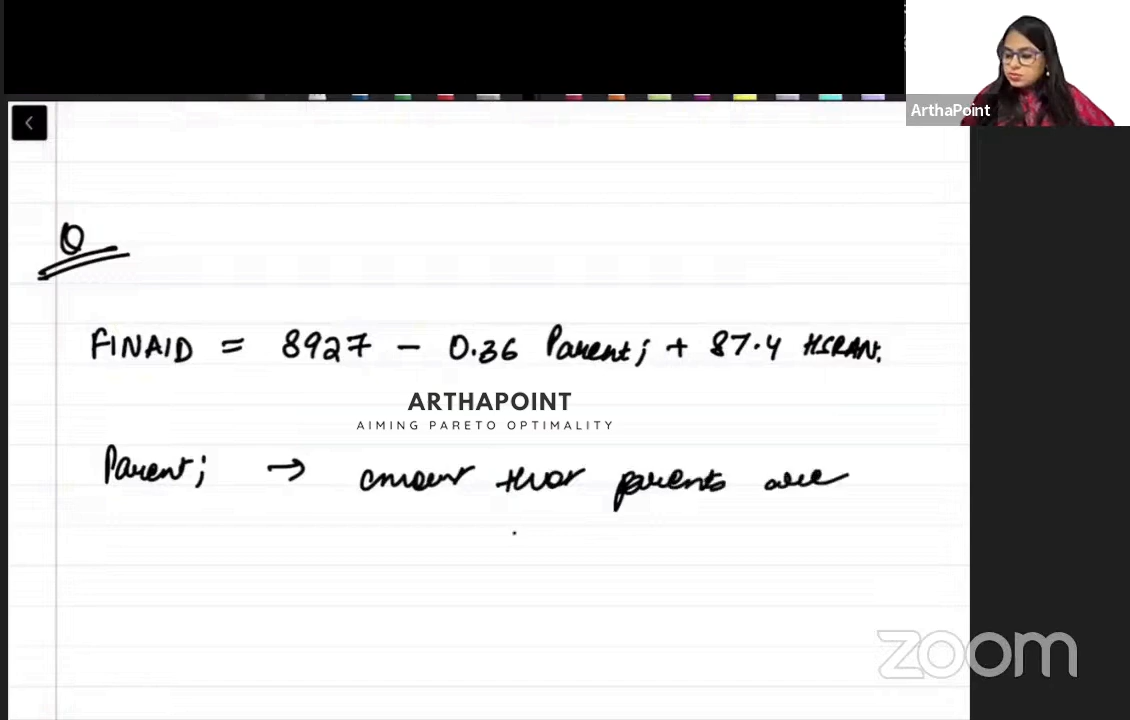 ArthaPoint
Q
FINAID = 8927 - 0.36 Parent; + 87.4 HSRAN.
ARTHAPOINT
AIMING PARETO OPTIMALITY
Parent; → amount that parents are
zoom